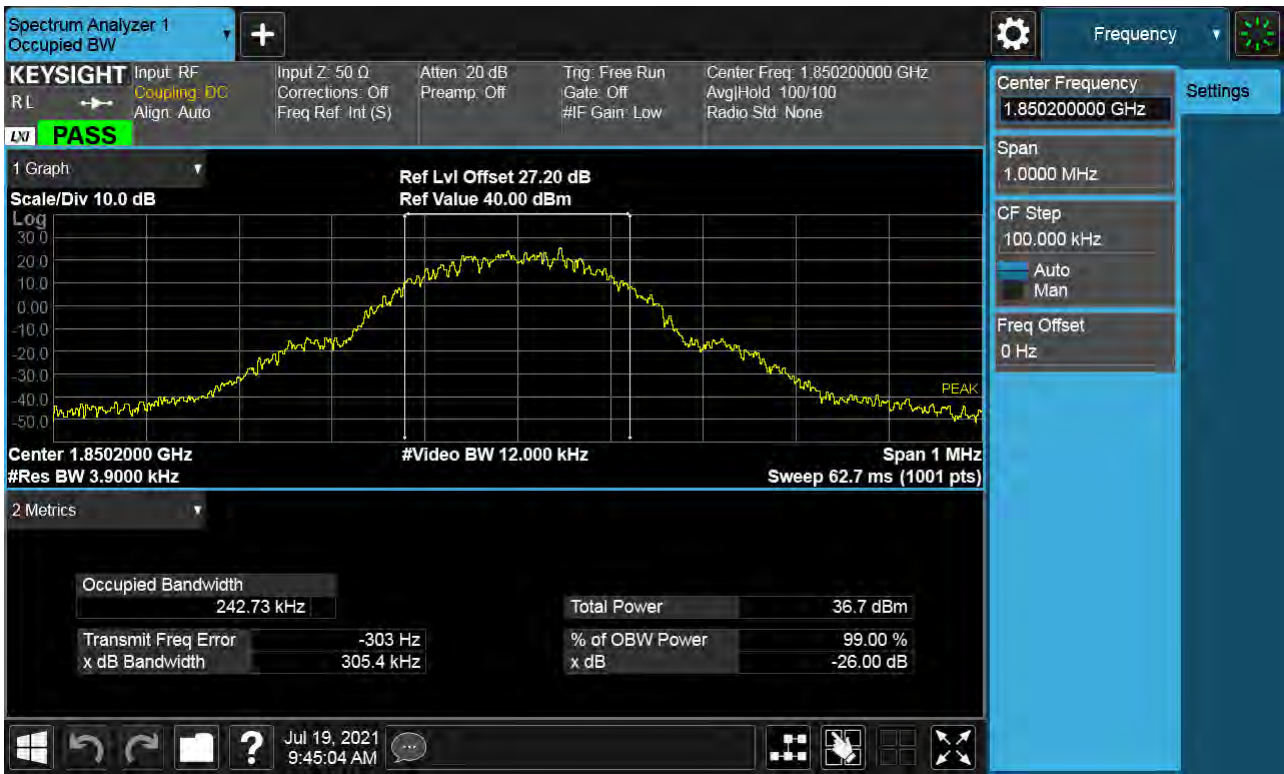 Spectrum Analyzer 1
Occupied BW
+
Frequency
KEYSIGHT
RL
LXI
PASS
Input: RF
Coupling: DC
Align: Auto
Input Z: 50 Ω
Corrections: Off
Freq Ref: Int (S)
Atten: 20 dB
Preamp: Off
Trig: Free Run
Gate: Off
#IF Gain: Low
Center Freq: 1.850200000 GHz
Avg|Hold: 100/100
Radio Std: None
1 Graph
Scale/Div 10.0 dB
Ref Lvl Offset 27.20 dB
Ref Value 40.00 dBm
Log
30.0
20.0
10.0
0.00
-10.0
-20.0
-30.0
-40.0
-50.0
PEAK
Center 1.8502000 GHz
#Video BW 12.000 kHz
Span 1 MHz
#Res BW 3.9000 kHz
Sweep 62.7 ms (1001 pts)
2 Metrics
Occupied Bandwidth
242.73 kHz
Total Power 36.7 dBm
Transmit Freq Error -303 Hz
% of OBW Power 99.00 %
x dB Bandwidth 305.4 kHz
x dB -26.00 dB
Center Frequency
1.850200000 GHz
Settings
Span
1.0000 MHz
CF Step
100.000 kHz
Auto
Man
Freq Offset
0 Hz
?
Jul 19, 2021
9:45:04 AM